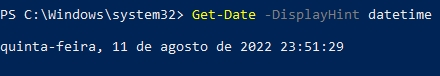 PS C:\Windows\system32> Get-Date -DisplayHint datetime
quinta-feira, 11 de agosto de 2022 23:51:29